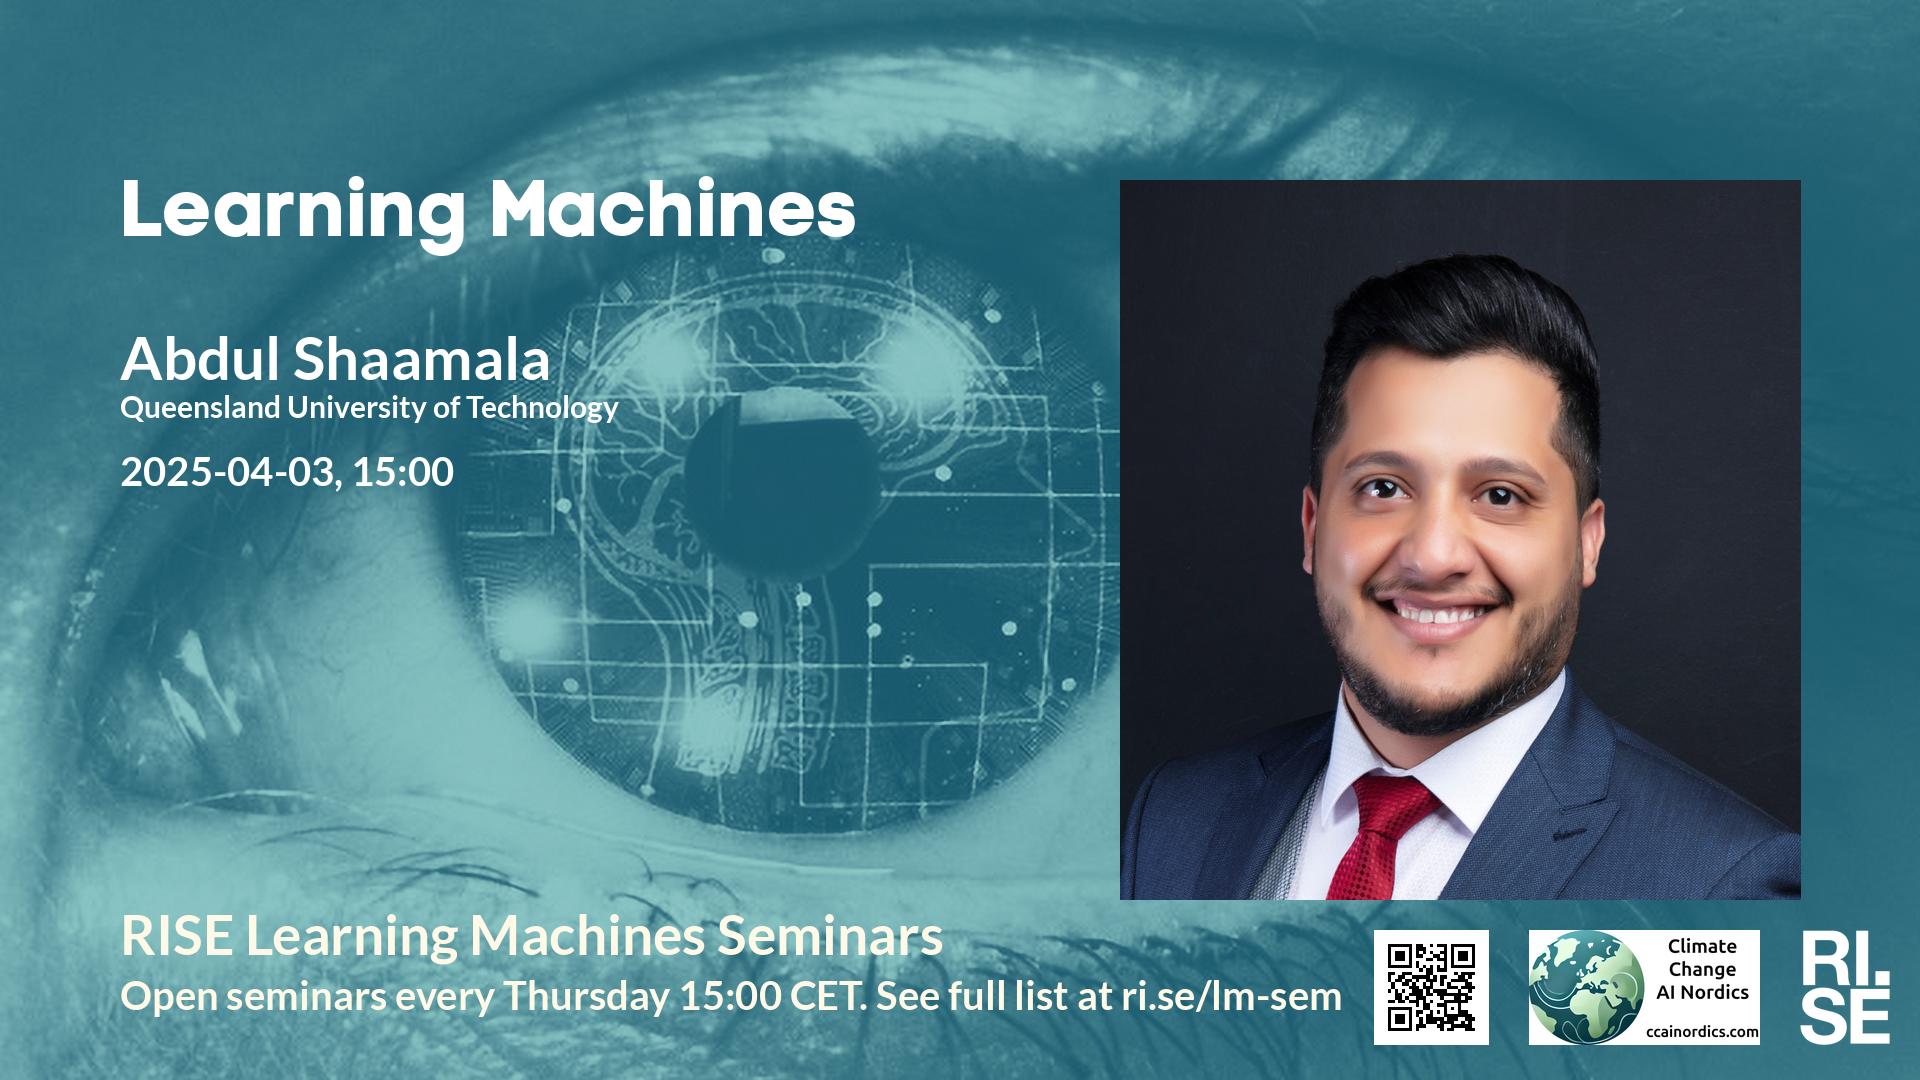 Learning Machines
Abdul Shaamala
Queensland University of Technology
2025-04-03, 15:00
RISE Learning Machines Seminars
Open seminars every Thursday 15:00 CET. See full list at ri.se/lm-sem
Climate
Change
AI Nordics
ccainordics.com
RI.
SE